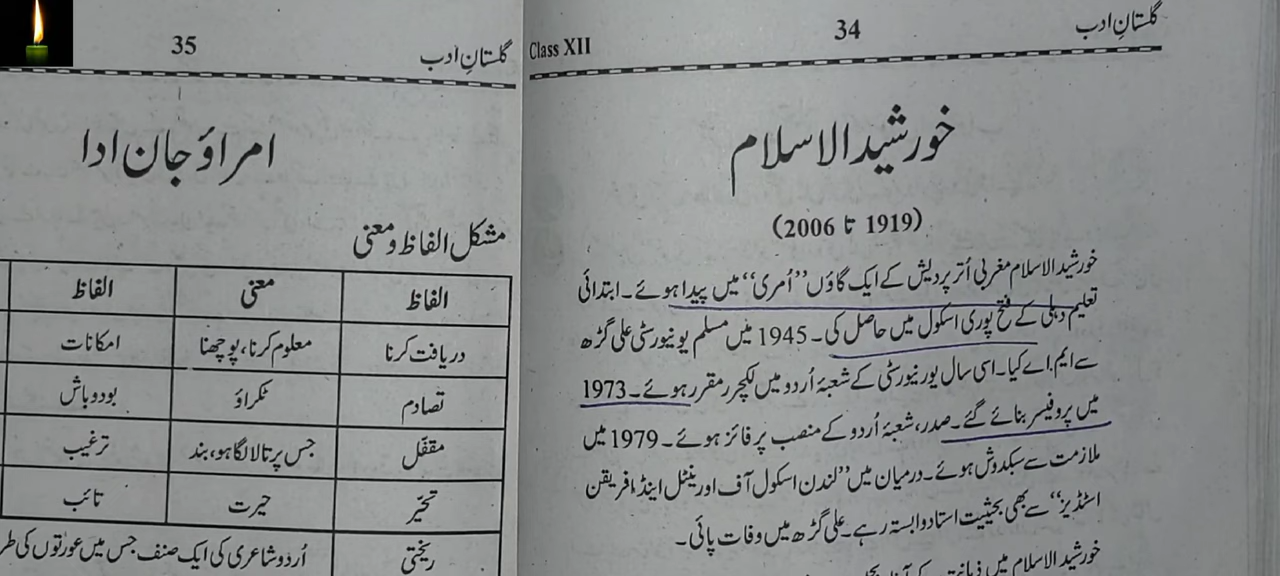 گلستانِ ادب 34 Class XII
خورشید الاسلام
(1919 تا 2006)
خورشید الاسلام مغربی اُتر پردیش کے ایک گاؤں ”اُمری“ میں پیدا ہوئے۔ ابتدائی
تعلیم دہلی کے فتح پوری اسکول میں حاصل کی۔ 1945 میں مسلم یونیورسٹی علی گڑھ
سے ایم.اے کیا۔ اسی سال یونیورسٹی کے شعبۂ اُردو میں لکچرر مقرر ہوئے۔ 1973
میں پروفیسر بنائے گئے۔ صدر، شعبۂ اُردو کے منصب پر فائز ہوئے۔ 1979 میں
ملازمت سے سبکدوش ہوئے۔ درمیان میں ”لندن اسکول آف اورینٹل اینڈ افریقن
اسٹڈیز“ سے بھی بحیثیت استاد وابستہ رہے۔ علی گڑھ میں وفات پائی۔
خورشید الاسلام میں
گلستانِ ادب 35
امراؤ جان ادا
مشکل الفاظ و معنی
الفاظ معنی الفاظ
دریافت کرنا معلوم کرنا، پوچھنا امکانات
تصادم ٹکراؤ بود و باش
مقفّل جس پر تالا لگا ہو، بند ترغیب
تحیّر حیرت تائب
ریختی اُردو شاعری کی ایک صنف جس میں عورتوں کی